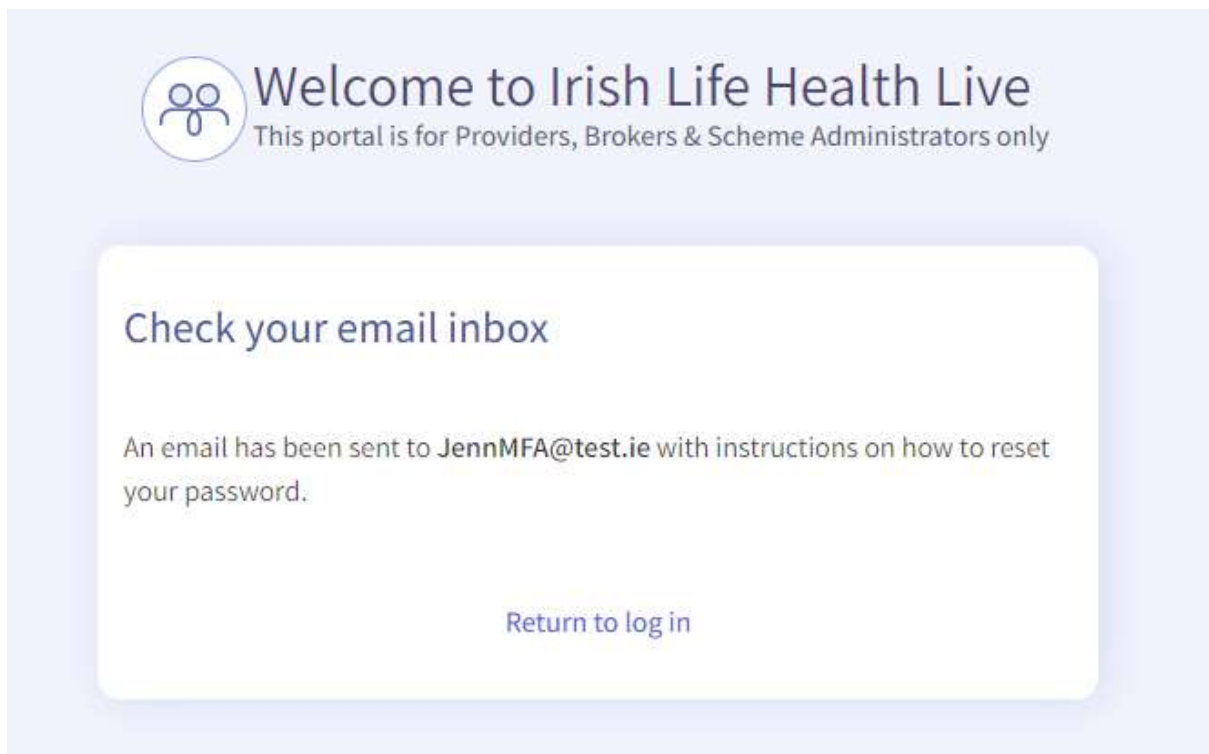 Welcome to Irish Life Health Live
This portal is for Providers, Brokers & Scheme Administrators only
Check your email inbox
An email has been sent to JennMFA@test.ie with instructions on how to reset
your password.
Return to log in